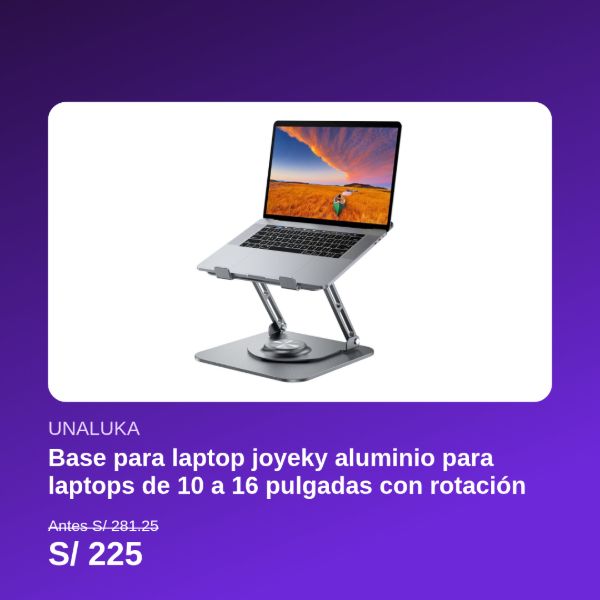 UNALUKA
Base para laptop joyeky aluminio para
laptops de 10 a 16 pulgadas con rotación
Antes S/ 281.25
S/ 225